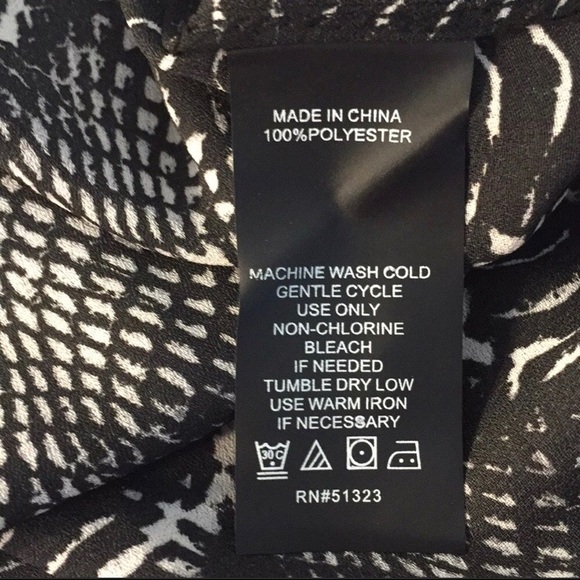 MADE IN CHINA
100%POLYESTER
MACHINE WASH COLD
GENTLE CYCLE
USE ONLY
NON-CHLORINE
BLEACH
IF NEEDED
TUMBLE DRY LOW
USE WARM IRON
IF NECESSARY
30C
RN#51323